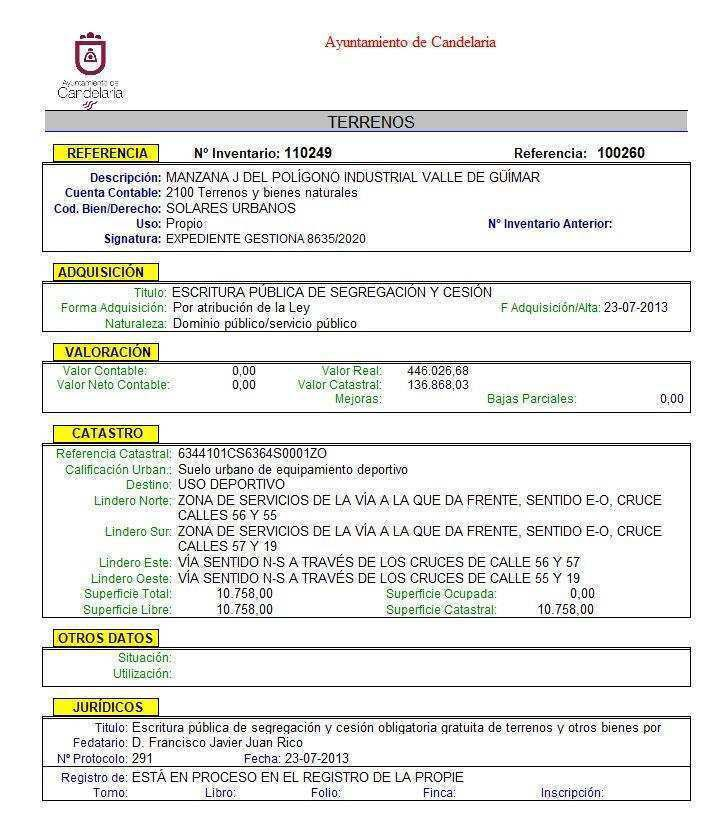 Ayuntamiento de Candelaria
Ayuntamiento de
Candelaria
TERRENOS
REFERENCIA Nº Inventario: 110249 Referencia: 100260
Descripción: MANZANA J DEL POLÍGONO INDUSTRIAL VALLE DE GÜÍMAR
Cuenta Contable: 2100 Terrenos y bienes naturales
Cod. Bien/Derecho: SOLARES URBANOS
Uso: Propio Nº Inventario Anterior:
Signatura: EXPEDIENTE GESTIONA 8635/2020
ADQUISICIÓN
Titulo: ESCRITURA PÚBLICA DE SEGREGACIÓN Y CESIÓN
Forma Adquisición: Por atribución de la Ley F Adquisición/Alta: 23-07-2013
Naturaleza: Dominio público/servicio público
VALORACIÓN
Valor Contable: 0,00 Valor Real: 446.026,68
Valor Neto Contable: 0,00 Valor Catastral: 136.868,03
Mejoras: Bajas Parciales: 0,00
CATASTRO
Referencia Catastral: 6344101CS6364S0001ZO
Calificación Urban.: Suelo urbano de equipamiento deportivo
Destino: USO DEPORTIVO
Lindero Norte: ZONA DE SERVICIOS DE LA VÍA A LA QUE DA FRENTE, SENTIDO E-O, CRUCE
CALLES 56 Y 55
Lindero Sur: ZONA DE SERVICIOS DE LA VÍA A LA QUE DA FRENTE, SENTIDO E-O, CRUCE
CALLES 57 Y 19
Lindero Este: VÍA SENTIDO N-S A TRAVÉS DE LOS CRUCES DE CALLE 56 Y 57
Lindero Oeste: VÍA SENTIDO N-S A TRAVÉS DE LOS CRUCES DE CALLE 55 Y 19
Superficie Total: 10.758,00 Superficie Ocupada: 0,00
Superficie Libre: 10.758,00 Superficie Catastral: 10.758,00
OTROS DATOS
Situación:
Utilización:
JURÍDICOS
Titulo: Escritura pública de segregación y cesión obligatoria gratuita de terrenos y otros bienes por
Fedatario: D. Francisco Javier Juan Rico
Nº Protocolo: 291 Fecha: 23-07-2013
Registro de: ESTÁ EN PROCESO EN EL REGISTRO DE LA PROPIE
Tomo: Libro: Folio: Finca: Inscripción: